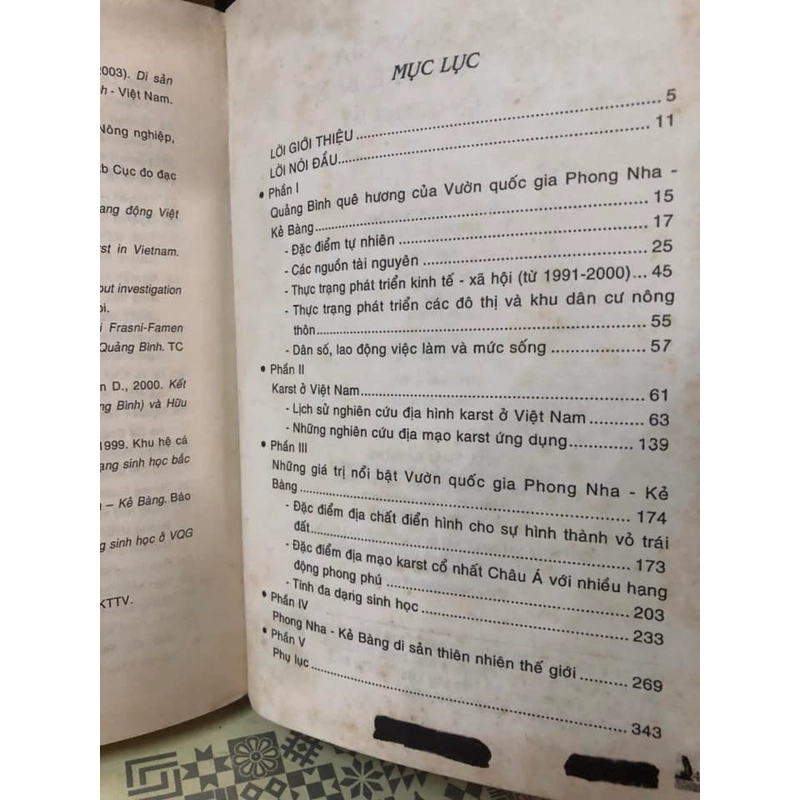 2003). Di sản
h - Việt Nam.
Nông nghiệp,
xb Cục đo đạc
ang động Việt
rst in Vietnam.
out investigation
oi.
i Frasni-Famen
Quảng Bình. TC
n D., 2000. Kết
ng Bình) và Hữu
1999. Khu hệ cá
ạng sinh học bắc
– Kẻ Bàng. Báo
g sinh học ở VQG
KTTV.
MỤC LỤC
LỜI GIỚI THIỆU ........ 5
LỜI NÓI ĐẦU ........ 11
• Phần I
Quảng Bình quê hương của Vườn quốc gia Phong Nha -
Kẻ Bàng ........ 15
- Đặc điểm tự nhiên ........ 17
- Các nguồn tài nguyên ........ 25
- Thực trạng phát triển kinh tế - xã hội (từ 1991-2000)... 45
- Thực trạng phát triển các đô thị và khu dân cư nông
thôn ........ 55
- Dân số, lao động việc làm và mức sống ........ 57
• Phần II
Karst ở Việt Nam ........ 61
- Lịch sử nghiên cứu địa hình karst ở Việt Nam ........ 63
- Những nghiên cứu địa mạo karst ứng dụng ........ 139
• Phần III
Những giá trị nổi bật Vườn quốc gia Phong Nha - Kẻ
Bàng ........ 174
- Đặc điểm địa chất điển hình cho sự hình thành vỏ trái
đất ........ 173
- Đặc điểm địa mạo karst cổ nhất Châu Á với nhiều hang
động phong phú ........ 203
- Tính đa dạng sinh học ........ 233
• Phần IV
Phong Nha - Kẻ Bàng di sản thiên nhiên thế giới ........ 269
• Phần V
Phụ lục ........ 343